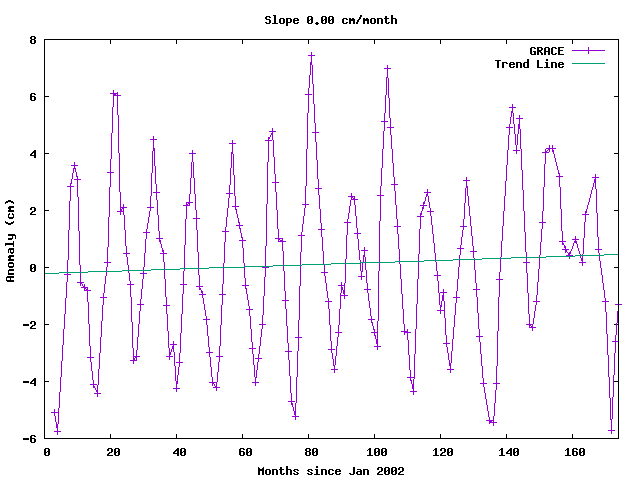 Slope 0.00 cm/month
GRACE
Trend Line
8
6
4
2
0
-2
-4
-6
Anomaly (cm)
0 20 40 60 80 100 120 140 160
Months since Jan 2002